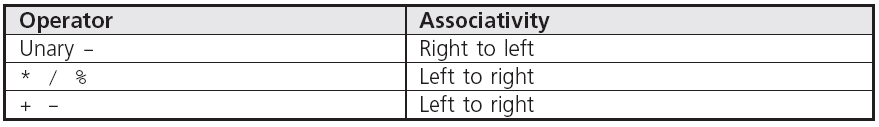 Operator Associativity
Unary – Right to left
* / % Left to right
+ – Left to right